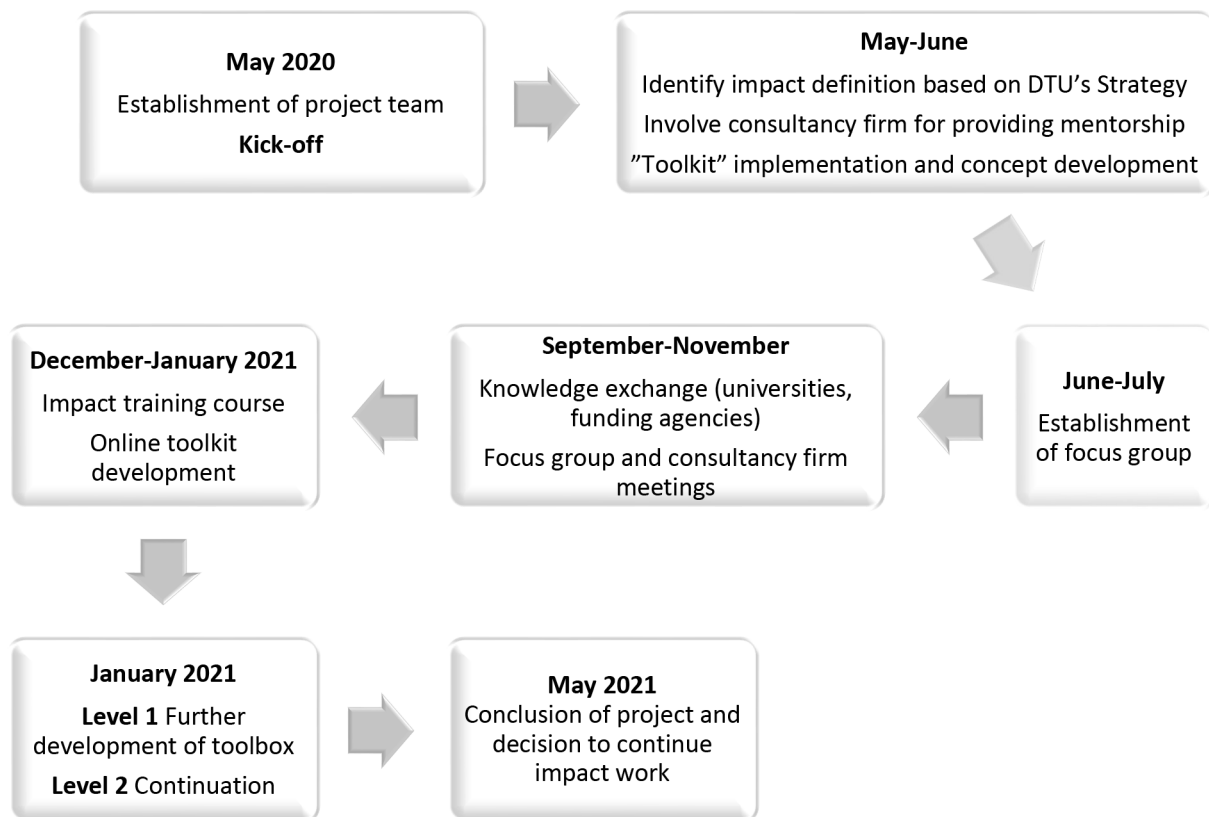 May 2020
Establishment of project team
Kick-off
May-June
Identify impact definition based on DTU's Strategy
Involve consultancy firm for providing mentorship
”Toolkit” implementation and concept development
June-July
Establishment
of focus group
September-November
Knowledge exchange (universities,
funding agencies)
Focus group and consultancy firm
meetings
December-January 2021
Impact training course
Online toolkit
development
January 2021
Level 1 Further
development of toolbox
Level 2 Continuation
May 2021
Conclusion of project and
decision to continue
impact work